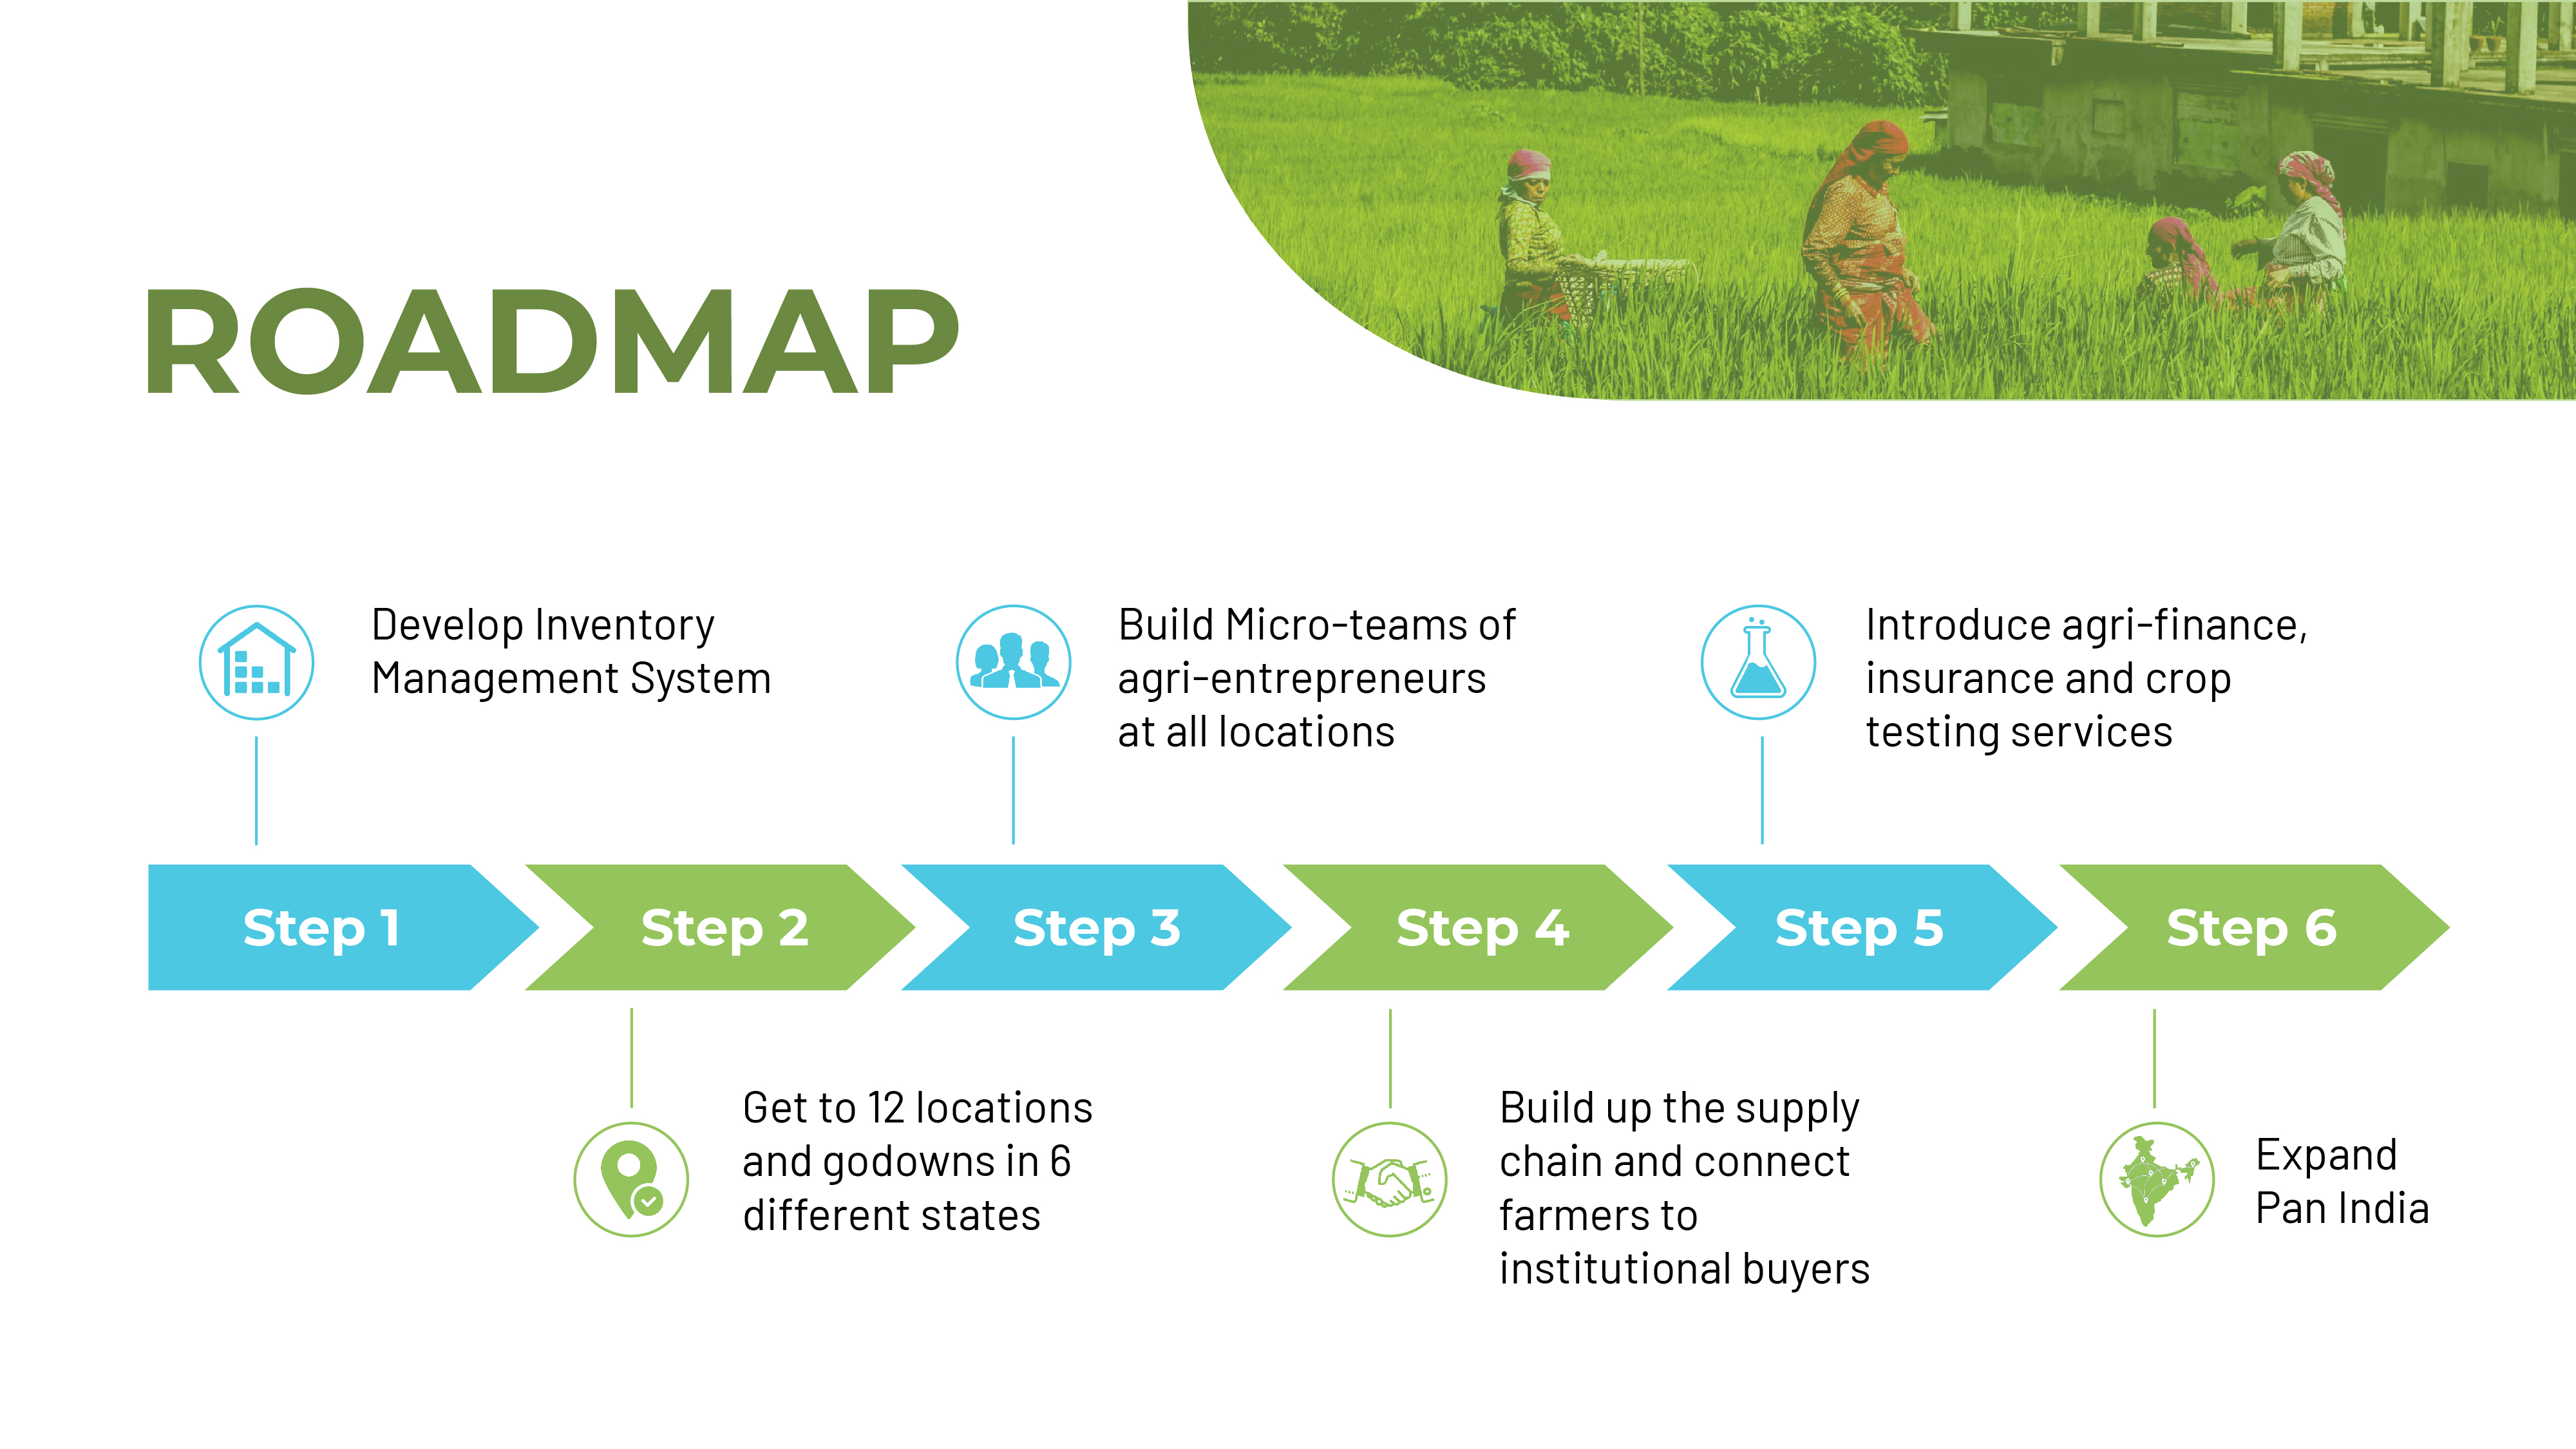 ROADMAP
Develop Inventory
Management System
Build Micro-teams of
agri-entrepreneurs
at all locations
Introduce agri-finance,
insurance and crop
testing services
Step 1
Step 2
Step 3
Step 4
Step 5
Step 6
Get to 12 locations
and godowns in 6
different states
Build up the supply
chain and connect
farmers to
institutional buyers
Expand
Pan India